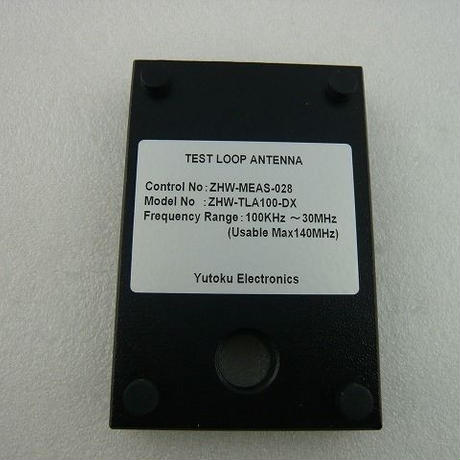 TEST LOOP ANTENNA
Control No:ZHW-MEAS-028
Model No :ZHW-TLA100-DX
Frequency Range:100KHz ～30MHz
(Usable Max140MHz)
Yutoku Electronics